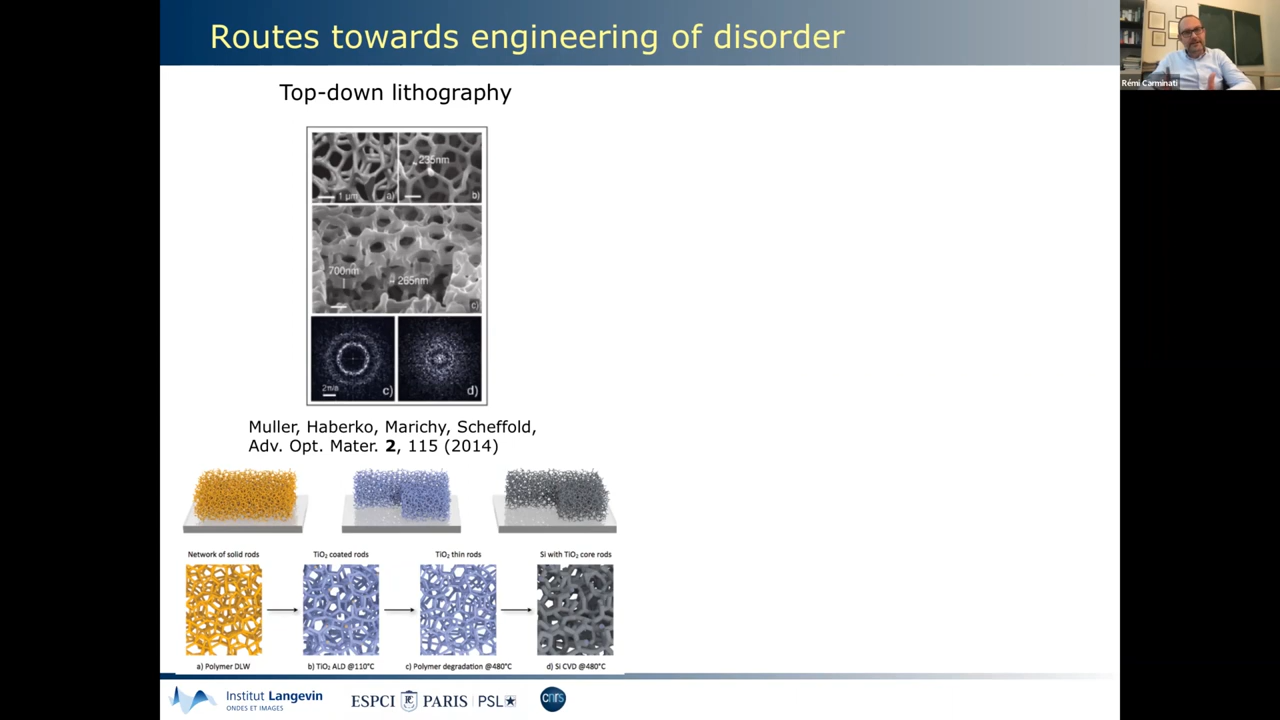 Routes towards engineering of disorder
Rémi Carminati
Top-down lithography
1 µm
a)
235nm
b)
700nm
265nm
c)
2π/a
c)
d)
Muller, Haberko, Marichy, Scheffold,
Adv. Opt. Mater. 2, 115 (2014)
Network of solid rods
TiO₂ coated rods
TiO₂ thin rods
Si with TiO₂ core rods
a) Polymer DLW
b) TiO₂ ALD @110°C
c) Polymer degradation @480°C
d) Si CVD @480°C
Institut Langevin
ONDES ET IMAGES
ESPCI PARIS PSL
cnrs